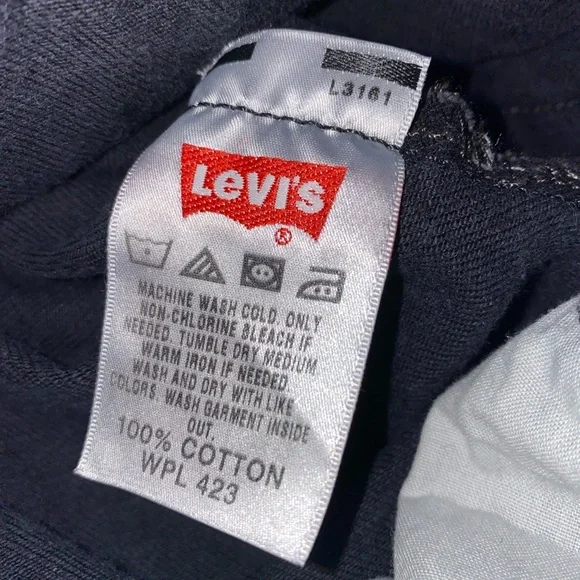 L3161
Levi's
®
MACHINE WASH COLD. ONLY
NON-CHLORINE BLEACH IF
NEEDED. TUMBLE DRY MEDIUM
WARM IRON IF NEEDED.
WASH AND DRY WITH LIKE
COLORS. WASH GARMENT INSIDE
OUT.
100% COTTON
WPL 423